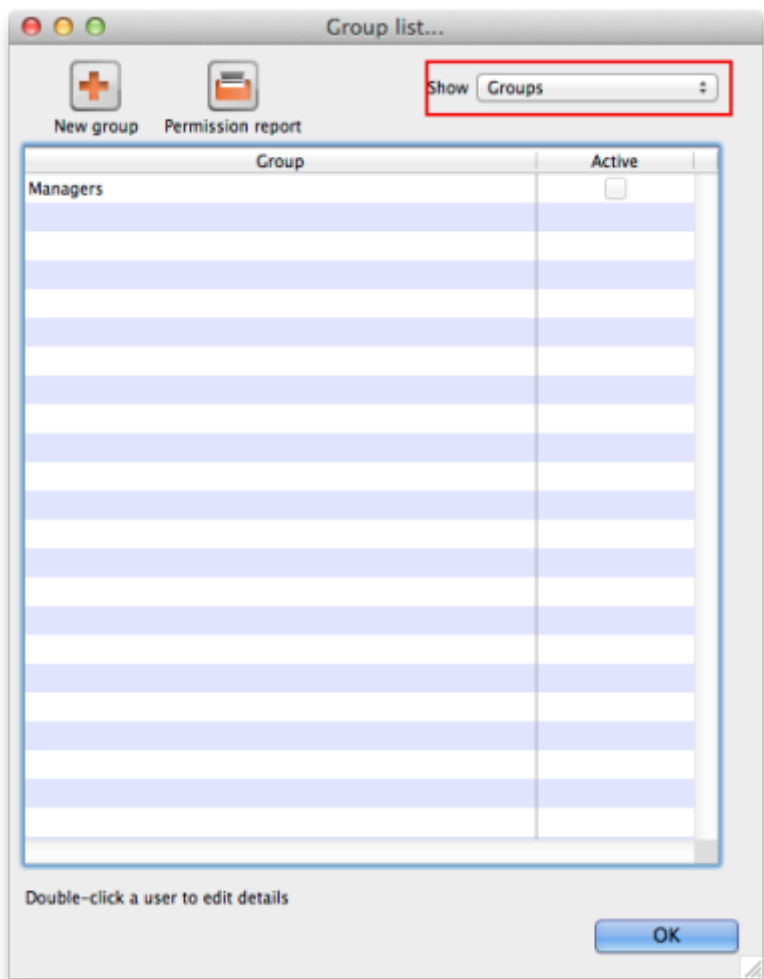 Group list...
Show Groups
New group Permission report
Group Active
Managers
Double-click a user to edit details
OK